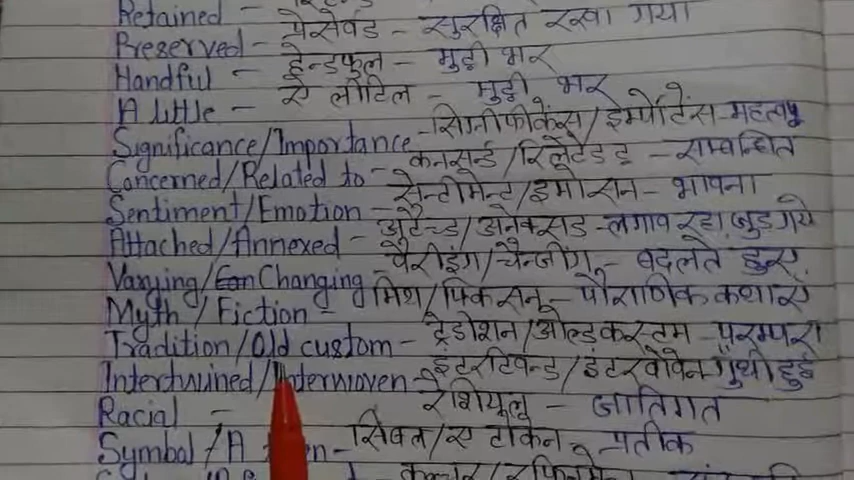 Retained -
Preserved - प्रेसर्वड - सुरक्षित रखा गया
Handful - हेन्डफुल - मुट्ठी भर
A little - ए लीटिल - मुट्ठी भर
Significance/Importance - सिग्नीफीकेंस/इम्पोर्टेंस - महत्व
Concerned/Related to - कनसर्न्ड/रिलेटेड टू - सम्बन्धित
Sentiment/Emotion - सेन्टीमेन्ट/इमोसन - भावना
Attached/Annexed - अटैच्ड/अनेक्सड - लगाव रहा, जुड गये
Varying/Changing - वैरीइंग/चेन्जींग - बदलते हुए
Myth/Fiction - मिथ/फिकसन - पौराणिक कथाए
Tradition/Old custom - ट्रेडीशन/ओल्ड कस्टम - परम्परा
Intertwined/Interwoven - इंटरटिवन्ड/इंटरवोवेन - गुथी हुई
Racial - रेशियल - जातिगत
Symbal/A - सिंबल/ए टोकेन - प्रतीक